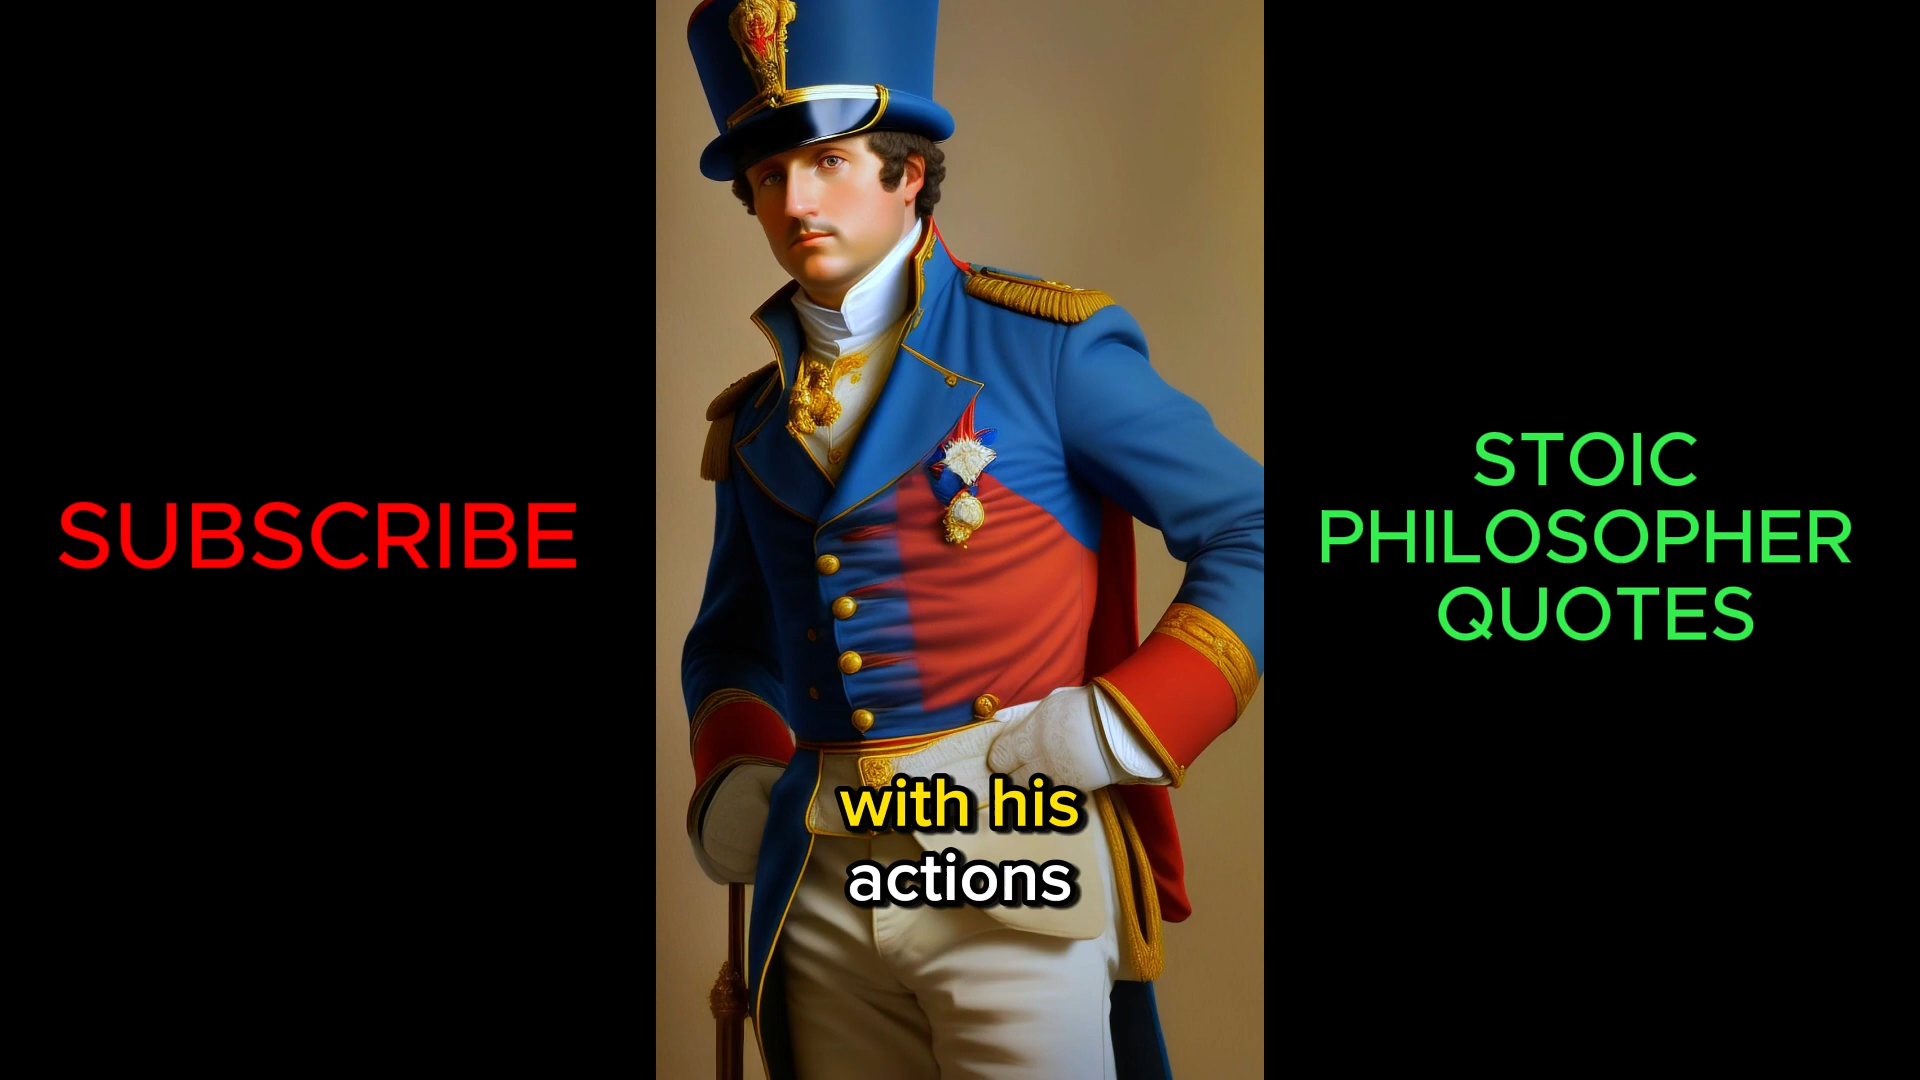 SUBSCRIBE
with his
actions
STOIC
PHILOSOPHER
QUOTES